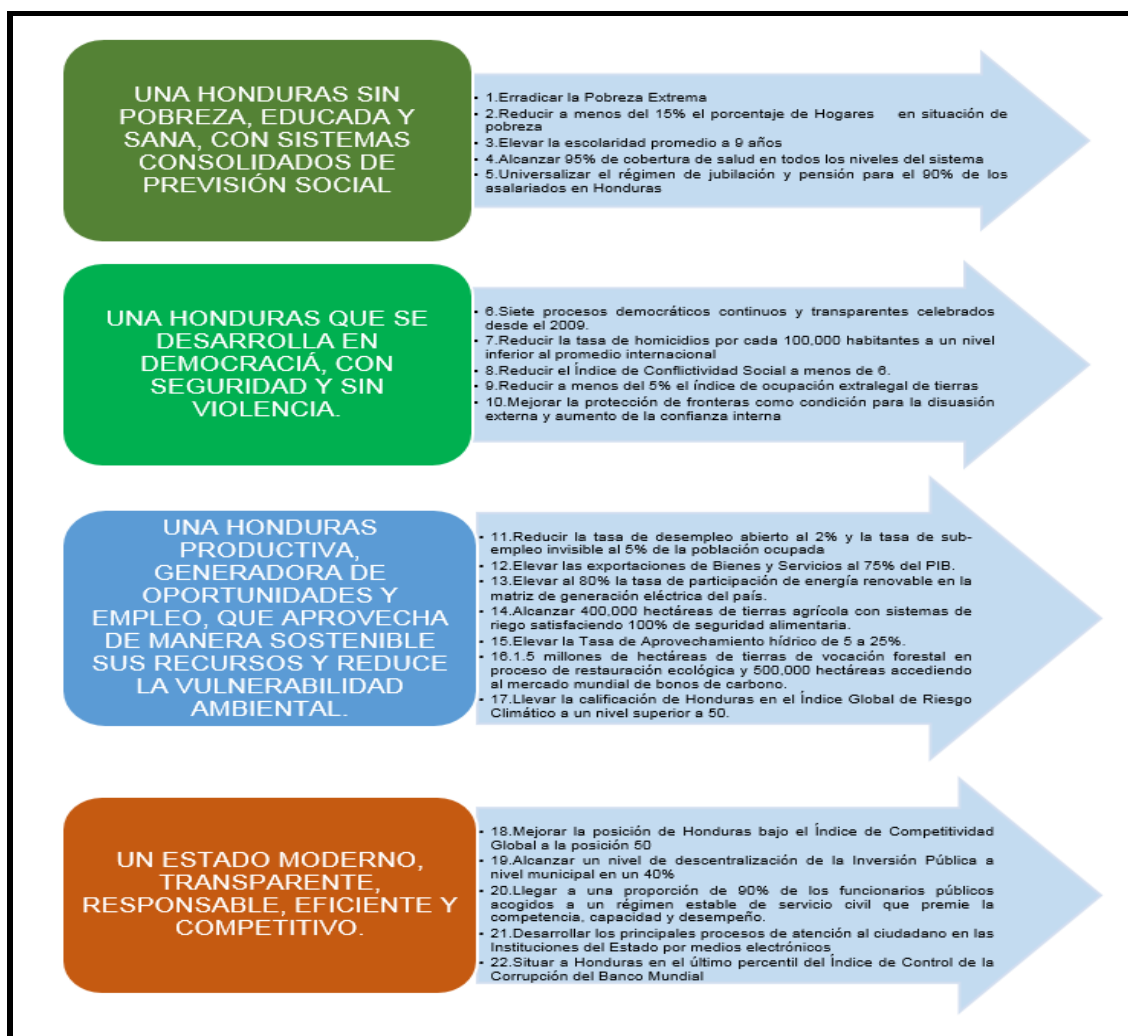 UNA HONDURAS SIN
POBREZA, EDUCADA Y
SANA, CON SISTEMAS
CONSOLIDADOS DE
PREVISIÓN SOCIAL
• 1.Erradicar la Pobreza Extrema
• 2.Reducir a menos del 15% el porcentaje de Hogares en situación de
pobreza
• 3.Elevar la escolaridad promedio a 9 años
• 4.Alcanzar 95% de cobertura de salud en todos los niveles del sistema
• 5.Universalizar el régimen de jubilación y pensión para el 90% de los
asalariados en Honduras
UNA HONDURAS QUE SE
DESARROLLA EN
DEMOCRACIÁ, CON
SEGURIDAD Y SIN
VIOLENCIA.
• 6.Siete procesos democráticos continuos y transparentes celebrados
desde el 2009.
• 7.Reducir la tasa de homicidios por cada 100,000 habitantes a un nivel
inferior al promedio internacional
• 8.Reducir el Índice de Conflictividad Social a menos de 6.
• 9.Reducir a menos del 5% el índice de ocupación extralegal de tierras
• 10.Mejorar la protección de fronteras como condición para la disuasión
externa y aumento de la confianza interna
UNA HONDURAS
PRODUCTIVA,
GENERADORA DE
OPORTUNIDADES Y
EMPLEO, QUE APROVECHA
DE MANERA SOSTENIBLE
SUS RECURSOS Y REDUCE
LA VULNERABILIDAD
AMBIENTAL.
• 11.Reducir la tasa de desempleo abierto al 2% y la tasa de sub-
empleo invisible al 5% de la población ocupada
• 12.Elevar las exportaciones de Bienes y Servicios al 75% del PIB.
• 13.Elevar al 80% la tasa de participación de energía renovable en la
matriz de generación eléctrica del país.
• 14.Alcanzar 400,000 hectáreas de tierras agrícola con sistemas de
riego satisfaciendo 100% de seguridad alimentaria.
• 15.Elevar la Tasa de Aprovechamiento hídrico de 5 a 25%.
• 16.1.5 millones de hectáreas de tierras de vocación forestal en
proceso de restauración ecológica y 500,000 hectáreas accediendo
al mercado mundial de bonos de carbono.
• 17.Llevar la calificación de Honduras en el Índice Global de Riesgo
Climático a un nivel superior a 50.
UN ESTADO MODERNO,
TRANSPARENTE,
RESPONSABLE, EFICIENTE Y
COMPETITIVO.
• 18.Mejorar la posición de Honduras bajo el Índice de Competitividad
Global a la posición 50
• 19.Alcanzar un nivel de descentralización de la Inversión Pública a
nivel municipal en un 40%
• 20.Llegar a una proporción de 90% de los funcionarios públicos
acogidos a un régimen estable de servicio civil que premie la
competencia, capacidad y desempeño.
• 21.Desarrollar los principales procesos de atención al ciudadano en las
Instituciones del Estado por medios electrónicos
• 22.Situar a Honduras en el último percentil del Índice de Control de la
Corrupción del Banco Mundial